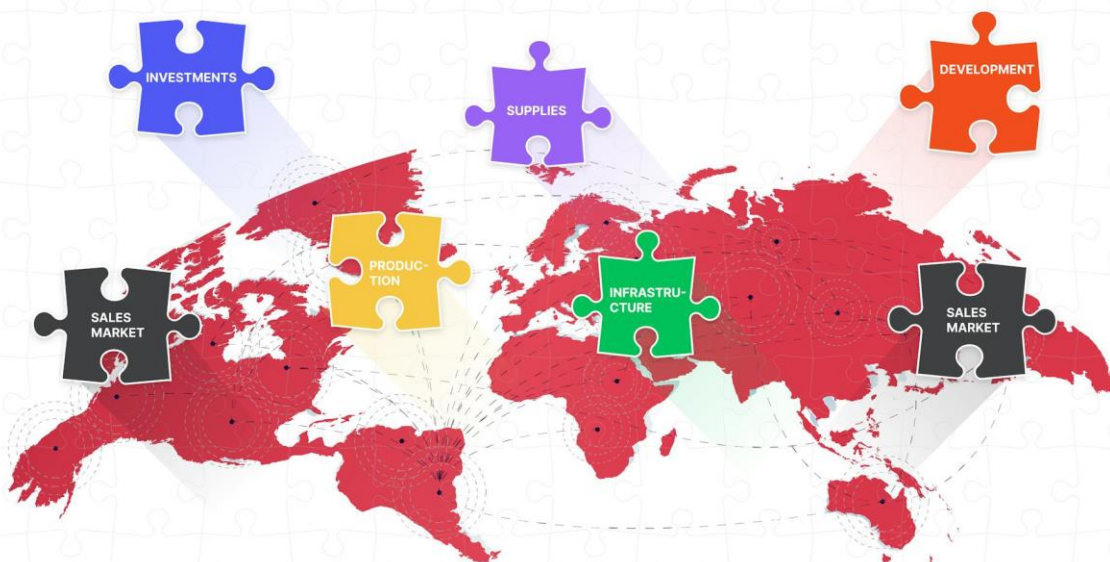 INVESTMENTS
SUPPLIES
DEVELOPMENT
PRODUC-
TION
SALES
MARKET
INFRASTRU-
CTURE
SALES
MARKET